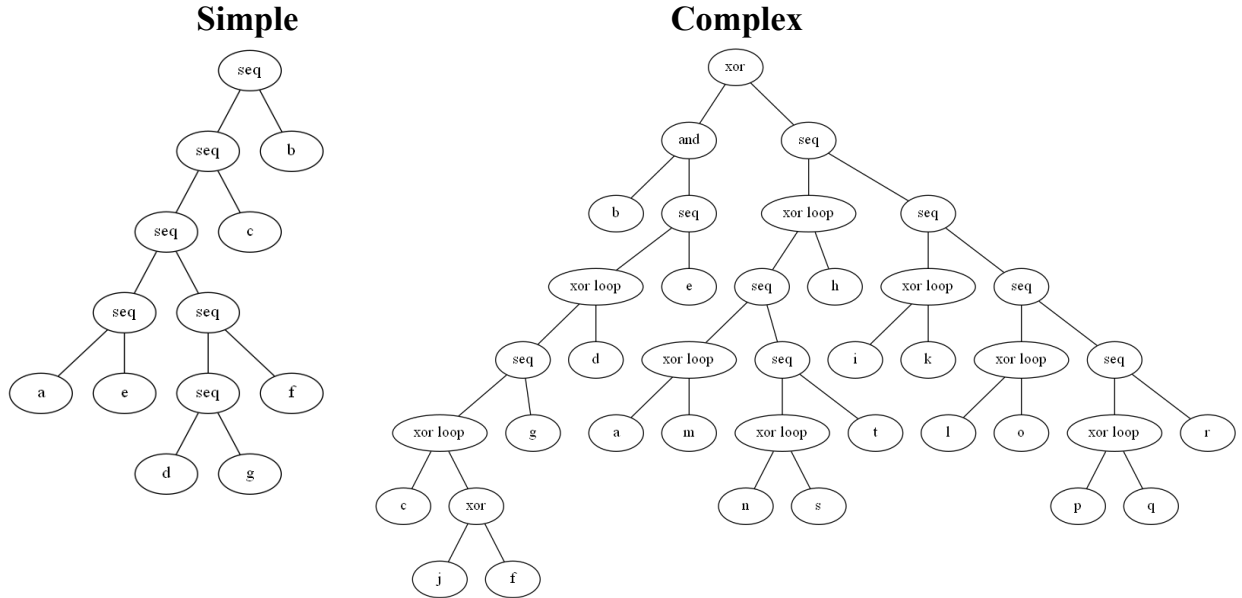 Simple Complex
seq
xor
and seq
seq b
b seq xor loop seq
seq c
xor loop e seq h xor loop seq
seq seq
seq d xor loop seq i k xor loop seq
a e seq f
xor loop g a m xor loop t l o xor loop r
d g
c xor n s p q
j f